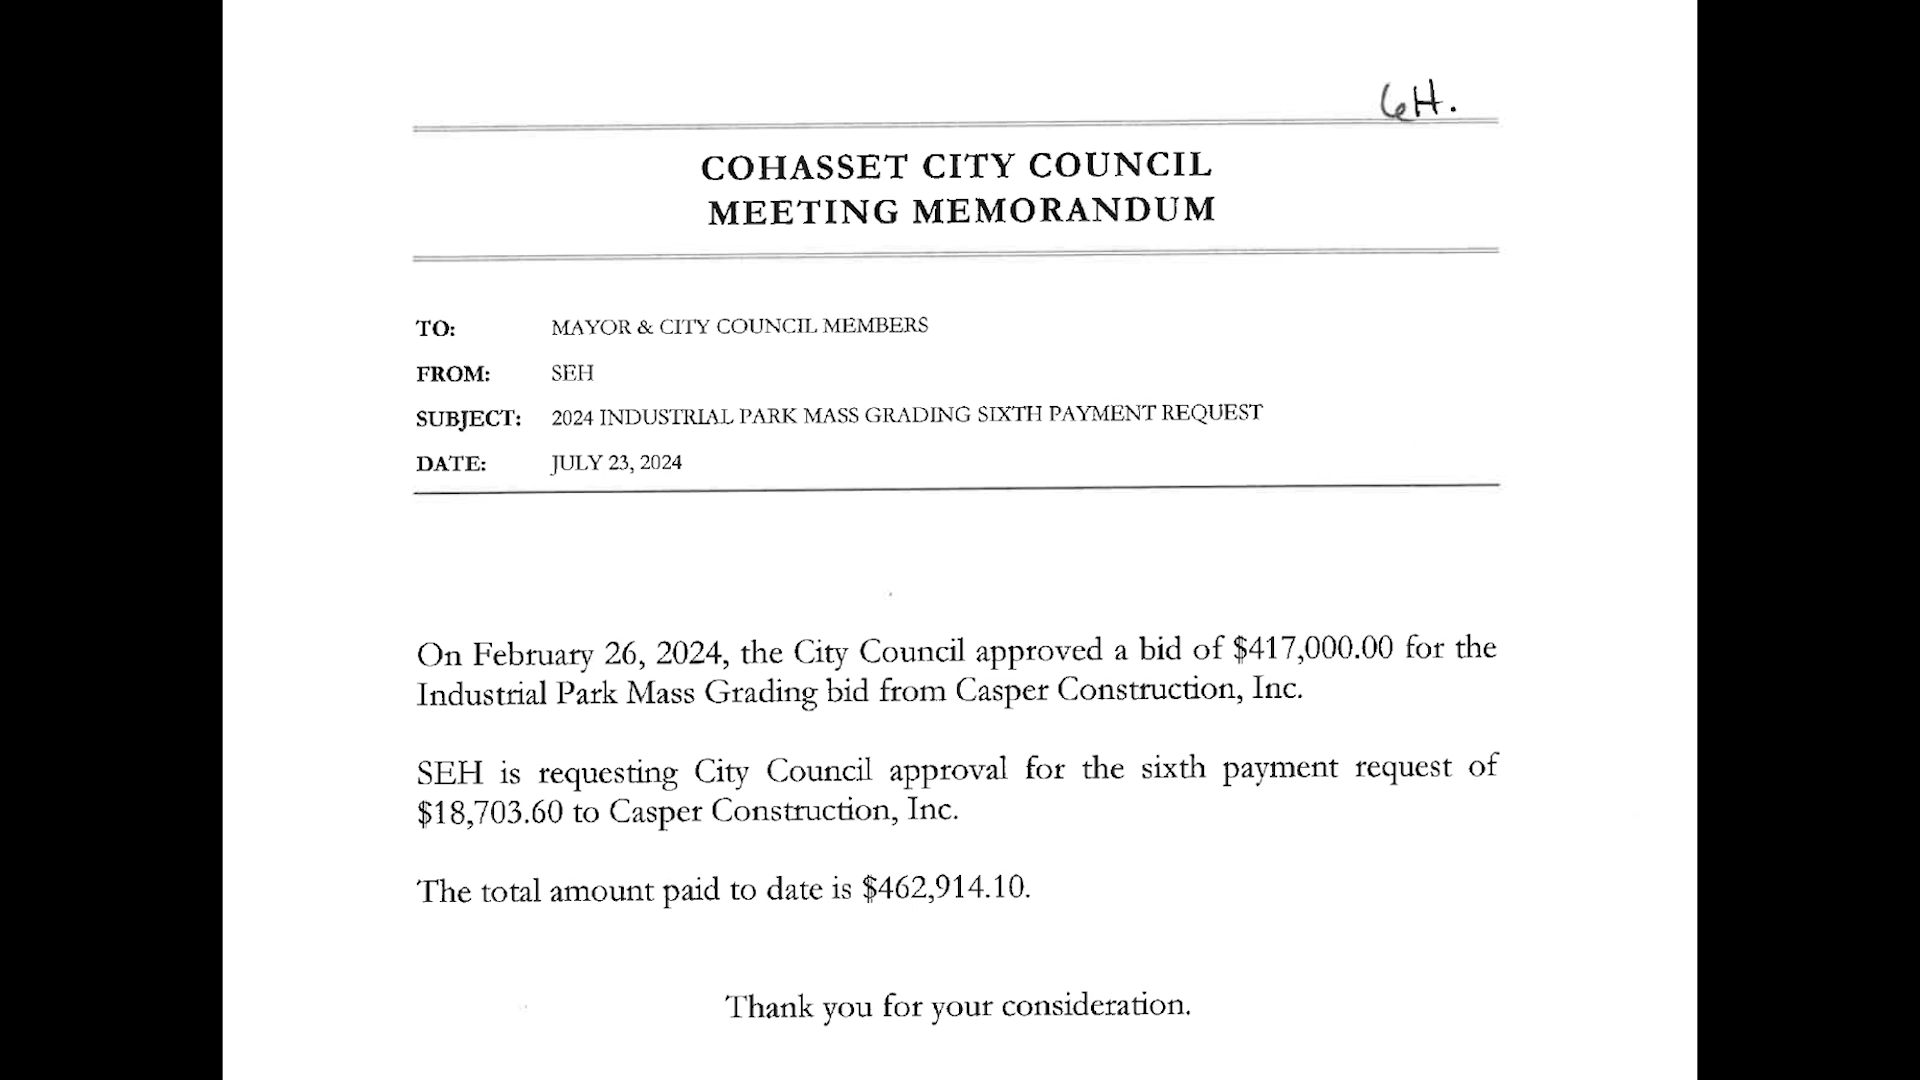 6H.
COHASSET CITY COUNCIL
MEETING MEMORANDUM
TO: MAYOR & CITY COUNCIL MEMBERS
FROM: SEH
SUBJECT: 2024 INDUSTRIAL PARK MASS GRADING SIXTH PAYMENT REQUEST
DATE: JULY 23, 2024
On February 26, 2024, the City Council approved a bid of $417,000.00 for the
Industrial Park Mass Grading bid from Casper Construction, Inc.
SEH is requesting City Council approval for the sixth payment request of
$18,703.60 to Casper Construction, Inc.
The total amount paid to date is $462,914.10.
Thank you for your consideration.